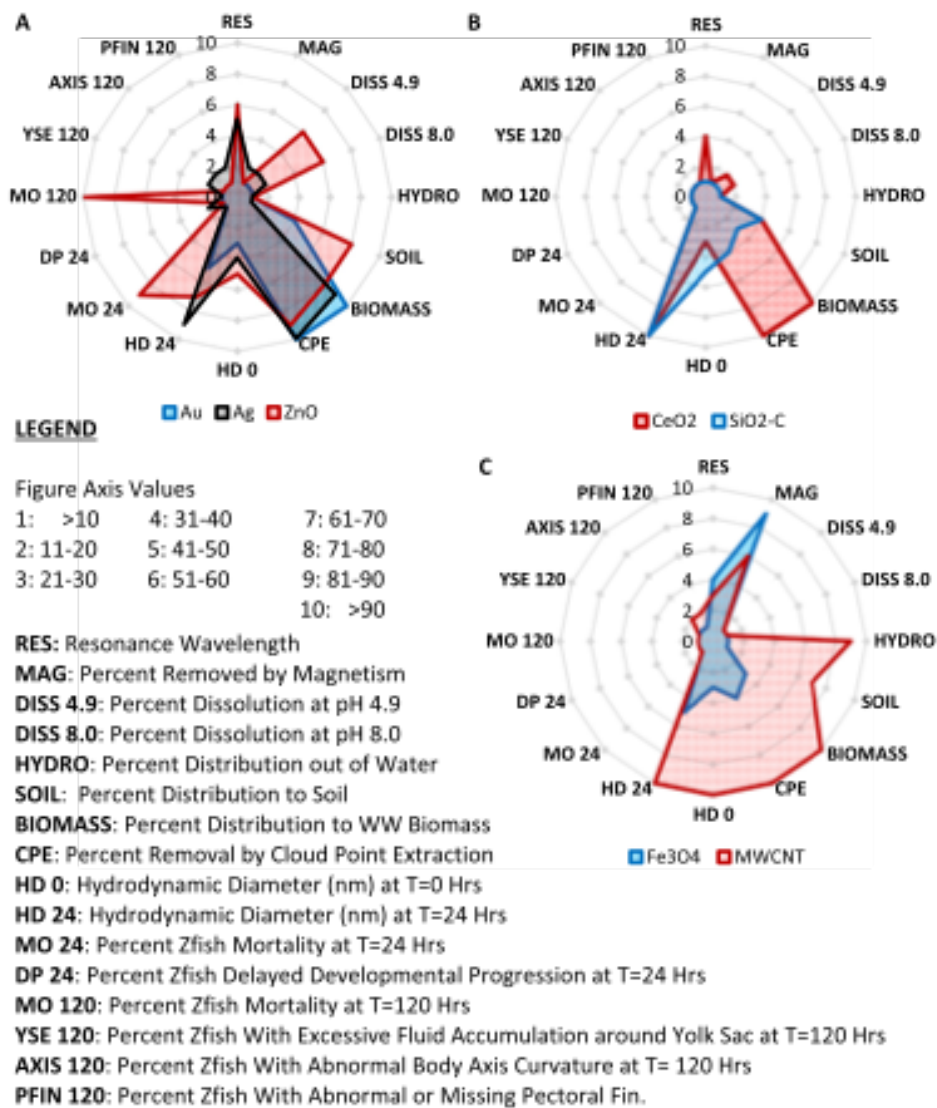 A
RES
PFIN 120
10
MAG
AXIS 120
8
DISS 4.9
6
YSE 120
4
DISS 8.0
2
MO 120
0
HYDRO
DP 24
SOIL
MO 24
BIOMASS
HD 24
CPE
HD 0
Au Ag ZnO
B
RES
PFIN 120
10
MAG
AXIS 120
8
DISS 4.9
6
YSE 120
4
DISS 8.0
2
MO 120
0
HYDRO
DP 24
SOIL
MO 24
BIOMASS
HD 24
CPE
HD 0
CeO2 SiO2-C
C
RES
PFIN 120
10
MAG
AXIS 120
8
DISS 4.9
6
YSE 120
4
DISS 8.0
2
MO 120
0
HYDRO
DP 24
SOIL
MO 24
BIOMASS
HD 24
CPE
HD 0
Fe3O4 MWCNT
LEGEND
Figure Axis Values
1: >10 4: 31-40 7: 61-70
2: 11-20 5: 41-50 8: 71-80
3: 21-30 6: 51-60 9: 81-90
10: >90
RES: Resonance Wavelength
MAG: Percent Removed by Magnetism
DISS 4.9: Percent Dissolution at pH 4.9
DISS 8.0: Percent Dissolution at pH 8.0
HYDRO: Percent Distribution out of Water
SOIL: Percent Distribution to Soil
BIOMASS: Percent Distribution to WW Biomass
CPE: Percent Removal by Cloud Point Extraction
HD 0: Hydrodynamic Diameter (nm) at T=0 Hrs
HD 24: Hydrodynamic Diameter (nm) at T=24 Hrs
MO 24: Percent Zfish Mortality at T=24 Hrs
DP 24: Percent Zfish Delayed Developmental Progression at T=24 Hrs
MO 120: Percent Zfish Mortality at T=120 Hrs
YSE 120: Percent Zfish With Excessive Fluid Accumulation around Yolk Sac at T=120 Hrs
AXIS 120: Percent Zfish With Abnormal Body Axis Curvature at T= 120 Hrs
PFIN 120: Percent Zfish With Abnormal or Missing Pectoral Fin.